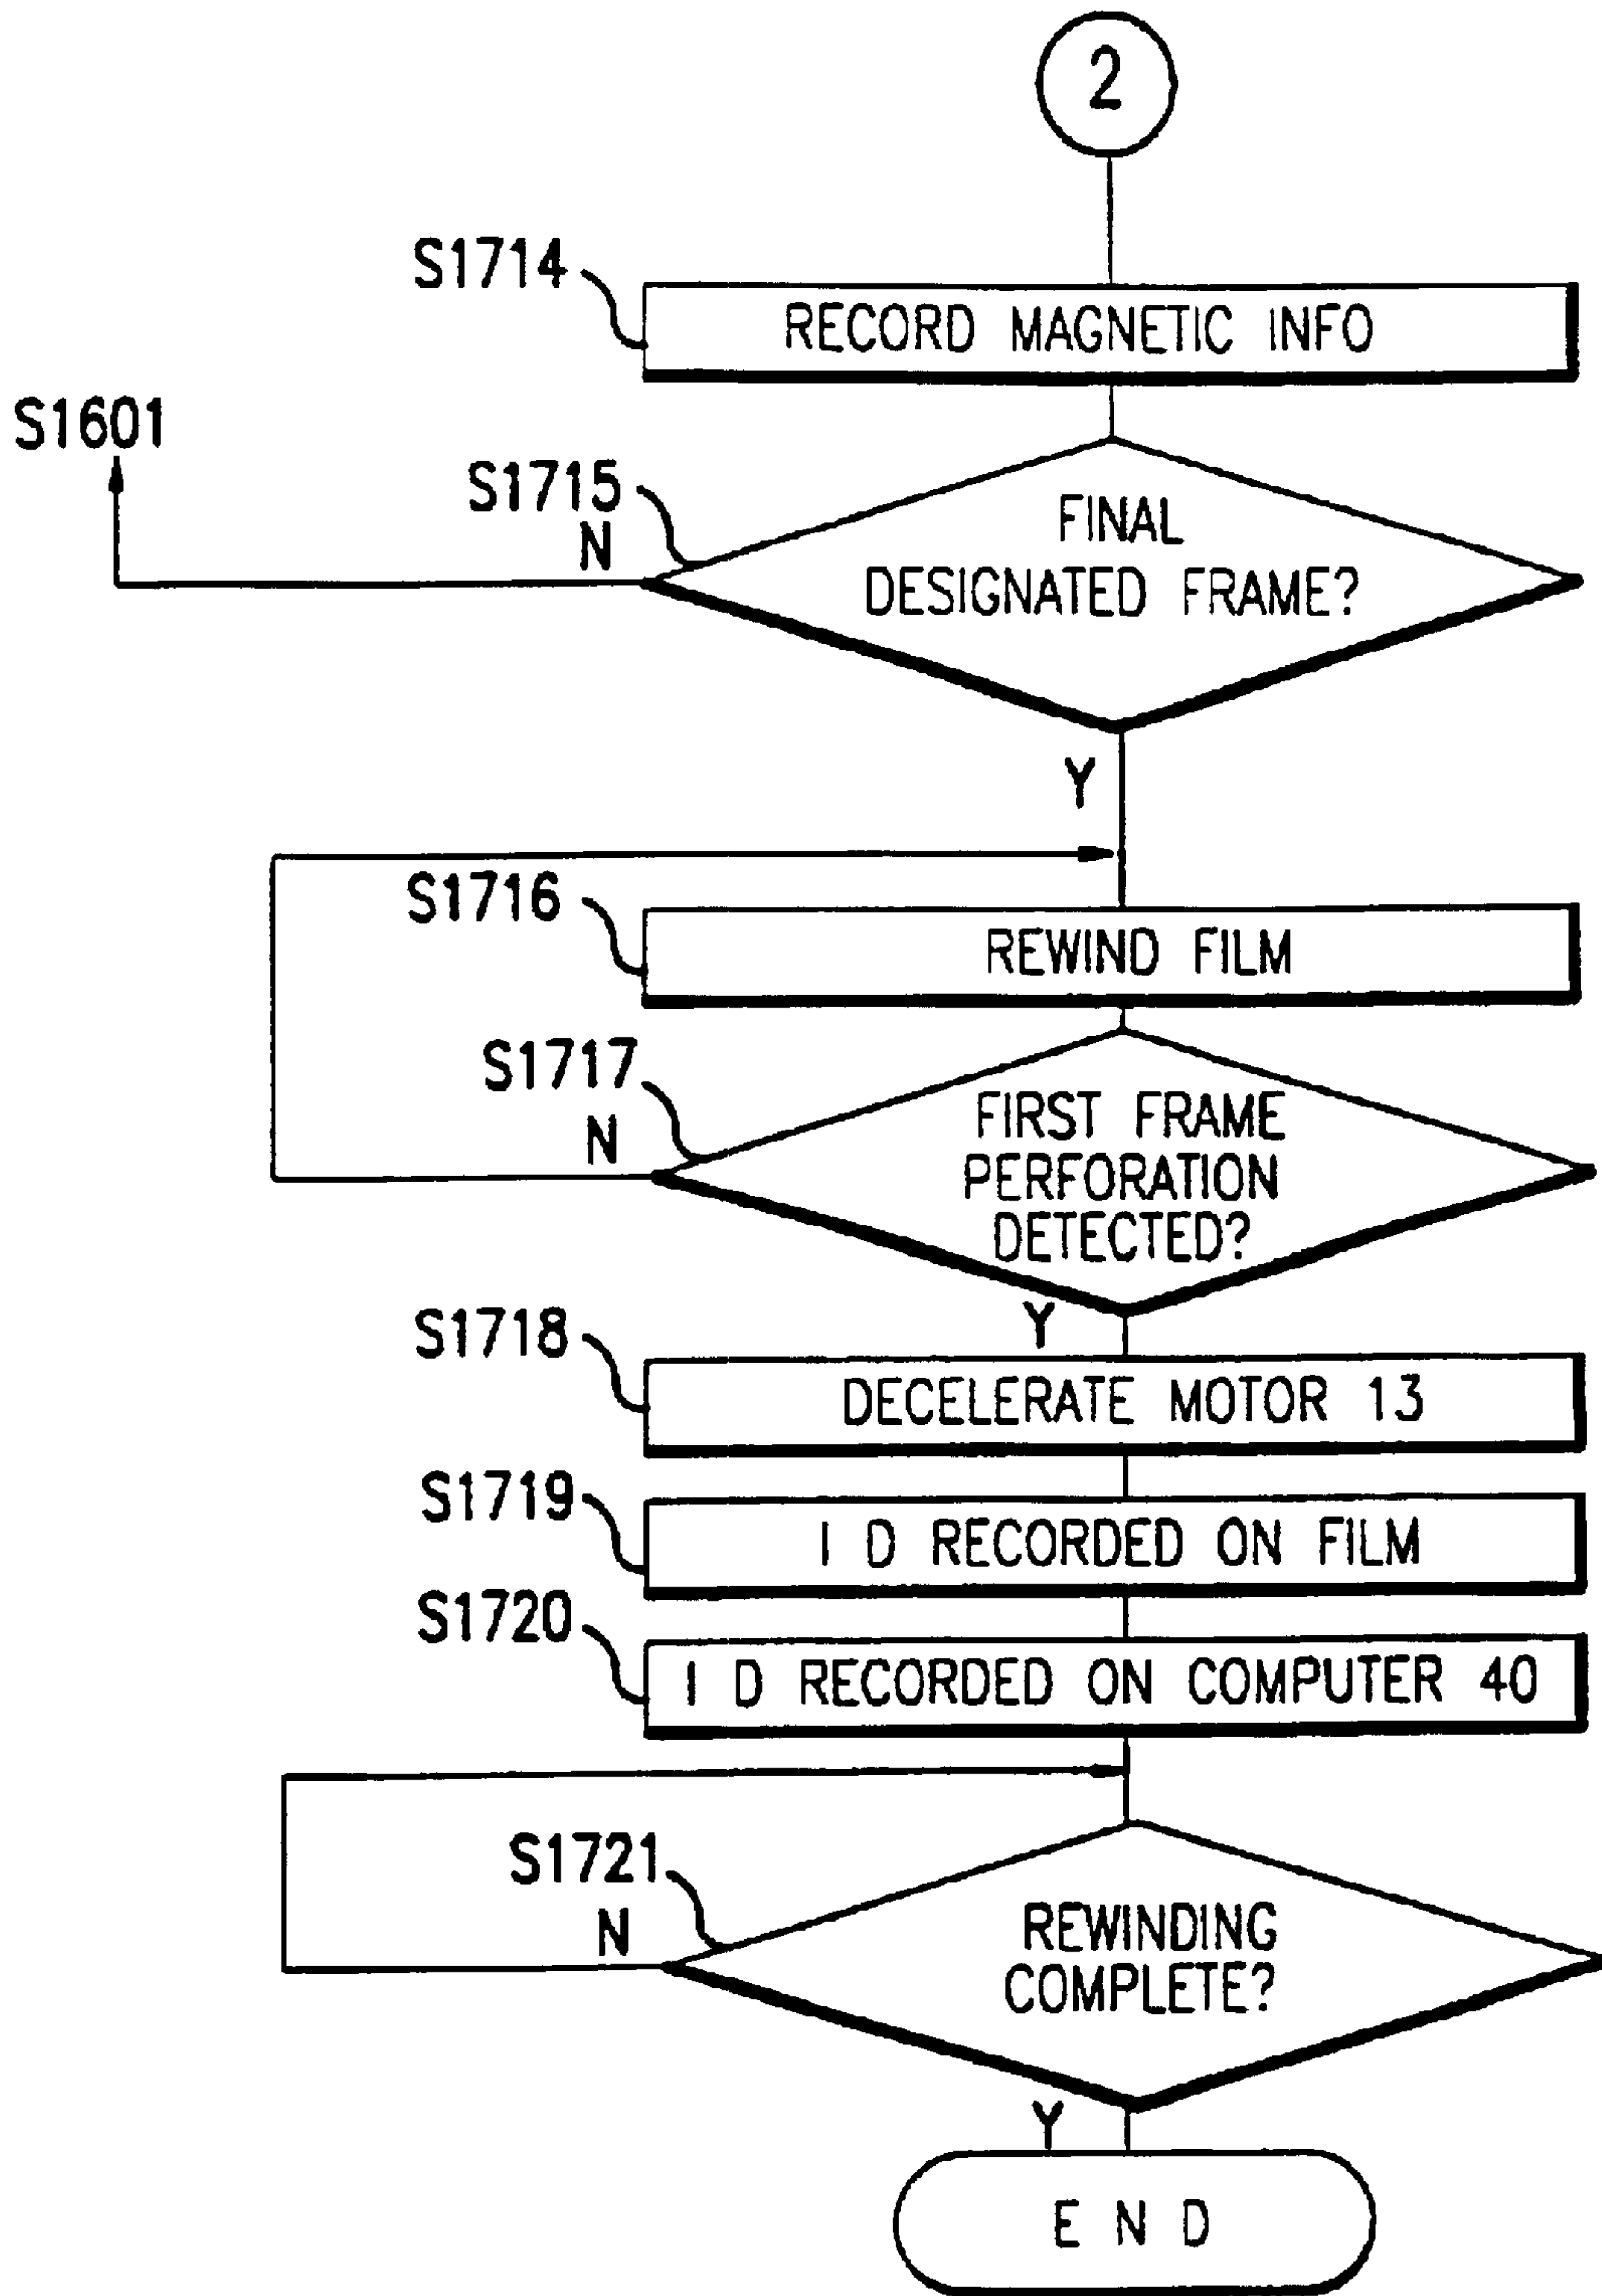 2
S1714
RECORD MAGNETIC INFO
S1601
S1715
N
FINAL
DESIGNATED FRAME?
Y
S1716
REWIND FILM
S1717
N
FIRST FRAME
PERFORATION
DETECTED?
Y
S1718
DECELERATE MOTOR 13
S1719
I D RECORDED ON FILM
S1720
I D RECORDED ON COMPUTER 40
S1721
N
REWINDING
COMPLETE?
Y
E N D